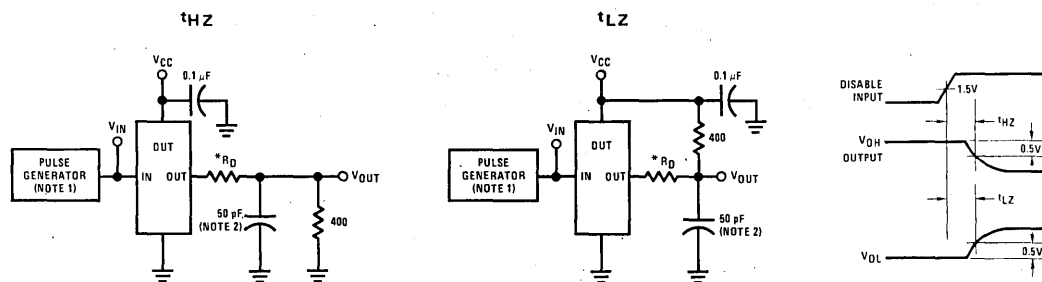 tHZ
VCC
0.1 µF
VIN
DUT
PULSE
GENERATOR
(NOTE 1)
IN
OUT
*RD
VOUT
50 pF
(NOTE 2)
400
tLZ
VCC
0.1 µF
VIN
DUT
400
PULSE
GENERATOR
(NOTE 1)
IN
OUT
*RD
VOUT
50 pF
(NOTE 2)
DISABLE
INPUT
1.5V
tHZ
VOH
OUTPUT
0.5V
tLZ
VOL
0.5V